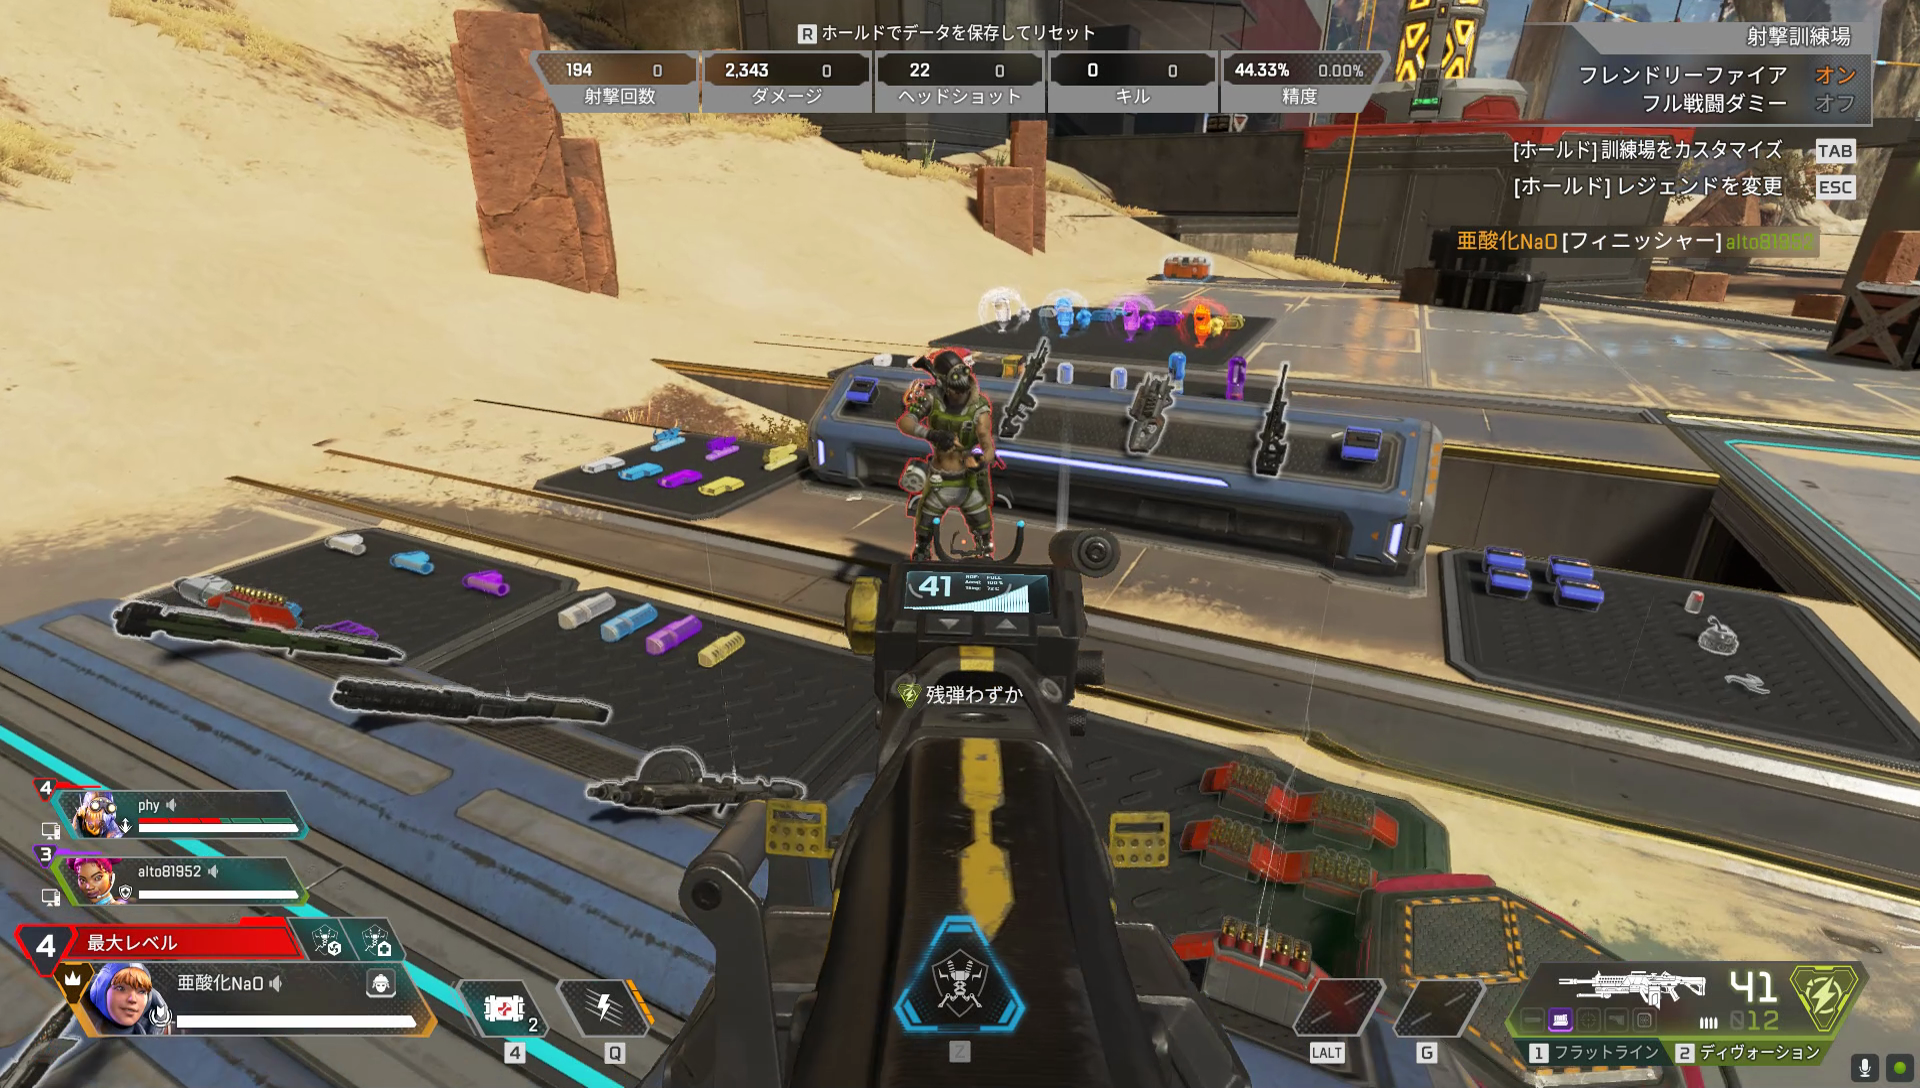 R ホールドでデータを保存してリセット
194 0 2,343 0 22 0 0 0 44.33% 0.00%
射撃回数 ダメージ ヘッドショット キル 精度
射撃訓練場
フレンドリーファイア オン
フル戦闘ダミー オフ
[ホールド]訓練場をカスタマイズ TAB
[ホールド]レジェンドを変更 ESC
亜酸化NaO [フィニッシャー] alto81952
41
残弾わずか
4
phy
3
alto81952
4 最大レベル
亜酸化NaO
2
4
Q
Z
LALT
G
41
012
1 フラットライン 2 ディヴォーション